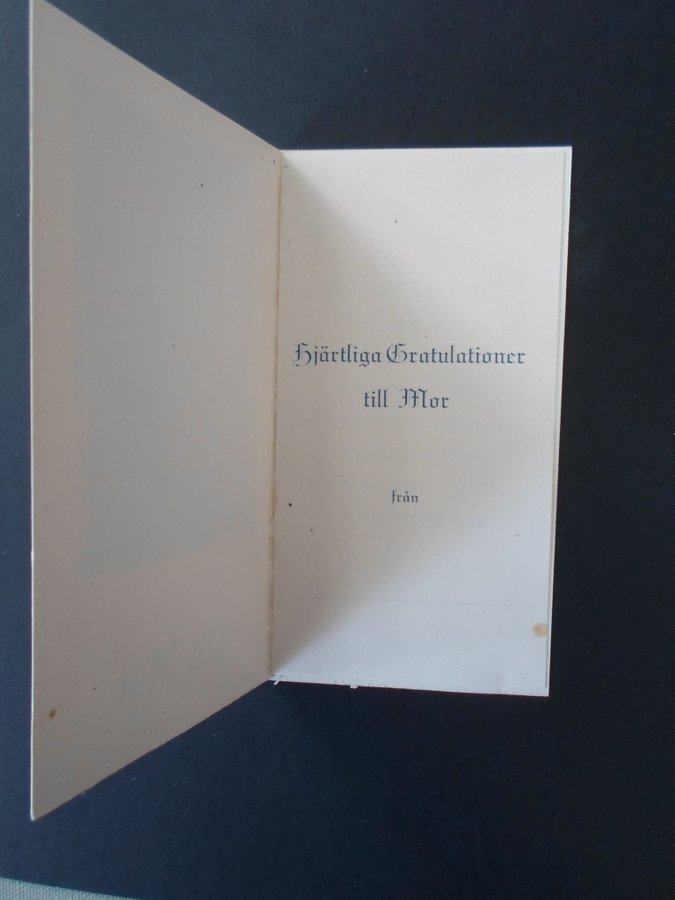 Hjärtliga Gratulationer
till Mor
från